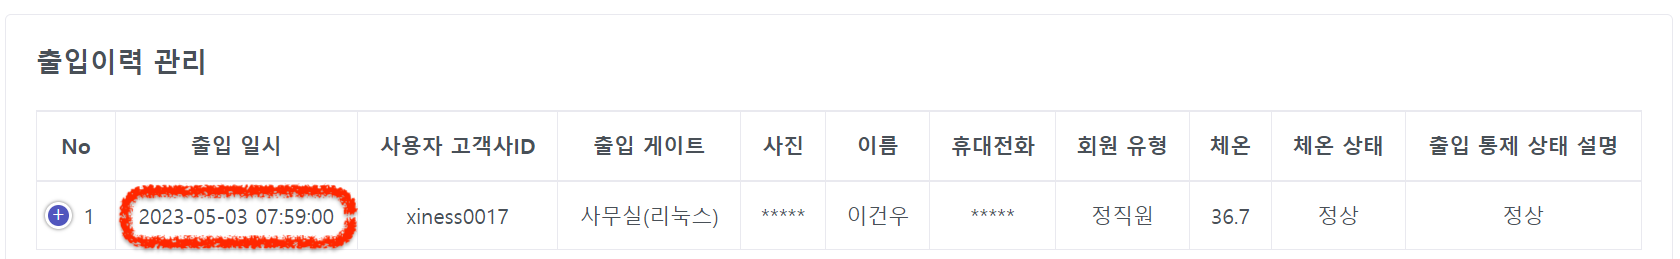 출입이력 관리
No 출입 일시 사용자 고객사ID 출입 게이트 사진 이름 휴대전화 회원 유형 체온 체온 상태 출입 통제 상태 설명
1 2023-05-03 07:59:00 xiness0017 사무실(리눅스) ***** 이건우 ***** 정직원 36.7 정상 정상